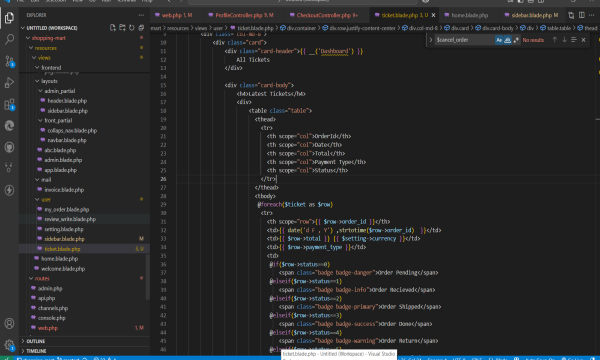 UNTITLED (WORKSPACE)
web.php 1, M
ProfileController.php 1, M
CheckoutController.php 9+
ticket.blade.php 1, U
home.blade.php
sidebar.blade.php M
EXPLORER
mart > resources > views > user > ticket.blade.php > div.container > div.row.justify-content-center > div.col-md-8 > div.card > div.card-body > div > table.table > thead
$cancel_order
No results
UNTITLED (WORKSPACE)
shopping-mart
resources
views
frontend
layouts
admin_partial
header.blade.php
sidebar.blade.php
front_partial
collaps_nav.blade.php
navbar.blade.php
abc.blade.php
admin.blade.php
app.blade.php
mail
invoice.blade.php
user
my_order.blade.php
review_write.blade.php
setting.blade.php
sidebar.blade.php M
ticket.blade.php 1, U
home.blade.php
welcome.blade.php
routes
admin.php
api.php
channels.php
console.php
web.php 1, M
OUTLINE
TIMELINE
10 <div class="card">
<div class="card-header">{{ __('Dashboard') }}
All Tickets
</div>
<div class="card-body">
<h4>Latest Tickets</h4>
<div>
<table class="table">
<thead>
<tr>
<th scope="col">OrderId</th>
<th scope="col">Date</th>
<th scope="col">Total</th>
<th scope="col">Payment Type</th>
<th scope="col">Status</th>
26 </tr>
</thead>
<tbody>
@foreach($ticket as $row)
<tr>
<th scope="row">{{ $row->order_id }}</th>
<td>{{ date('d F , Y') ,strtotime($row->order_id) }}</td>
<td>{{ $row->total }} {{ $setting->currency }}</td>
<td>{{ $row->payment_type }}</td>
<td>
@if($row->status==0)
<span class="badge badge-danger">Order Pending</span>
@elseif($row->status==1)
<span class="badge badge-info">Order Recieved</span>
@elseif($row->status==2)
<span class="badge badge-primary">Order Shipped</span>
@elseif($row->status==3)
<span class="badge badge-success">Order Done</span>
@elseif($row->status==4)
<span class="badge badge-warning">Order Return</span>
ticket.blade.php - Untitled (Workspace) - Visual Studio